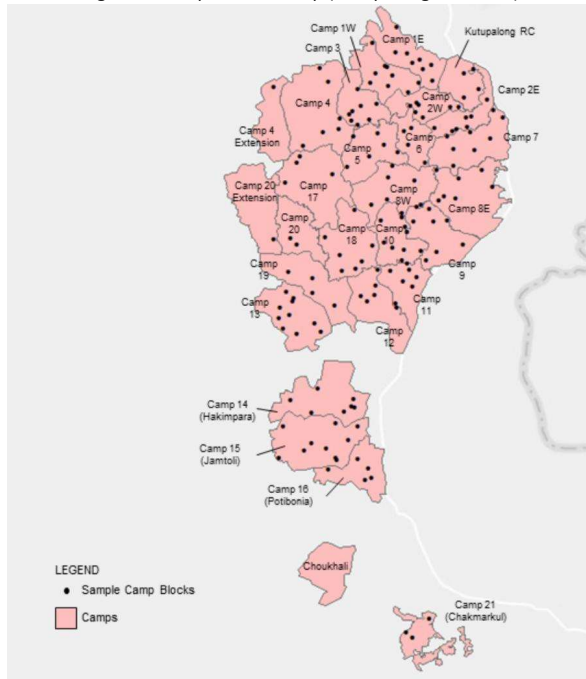 Camp 1W
Camp 3
Camp 1E
Kutupalong RC
Camp 4
Camp
2W
Camp 2E
Camp 4
Extension
Camp
5
Camp
6
Camp 7
Camp 20
Extension
Camp
17
Camp
8W
Camp 8E
Camp
20
Camp
18
Camp
10
Camp
19
Camp
9
Camp
13
Camp
11
Camp
12
Camp 14
(Hakimpara)
Camp 15
(Jamtoli)
Camp 16
(Potibonia)
Choukhali
LEGEND
Sample Camp Blocks
Camps
Camp 21
(Chakmarkul)